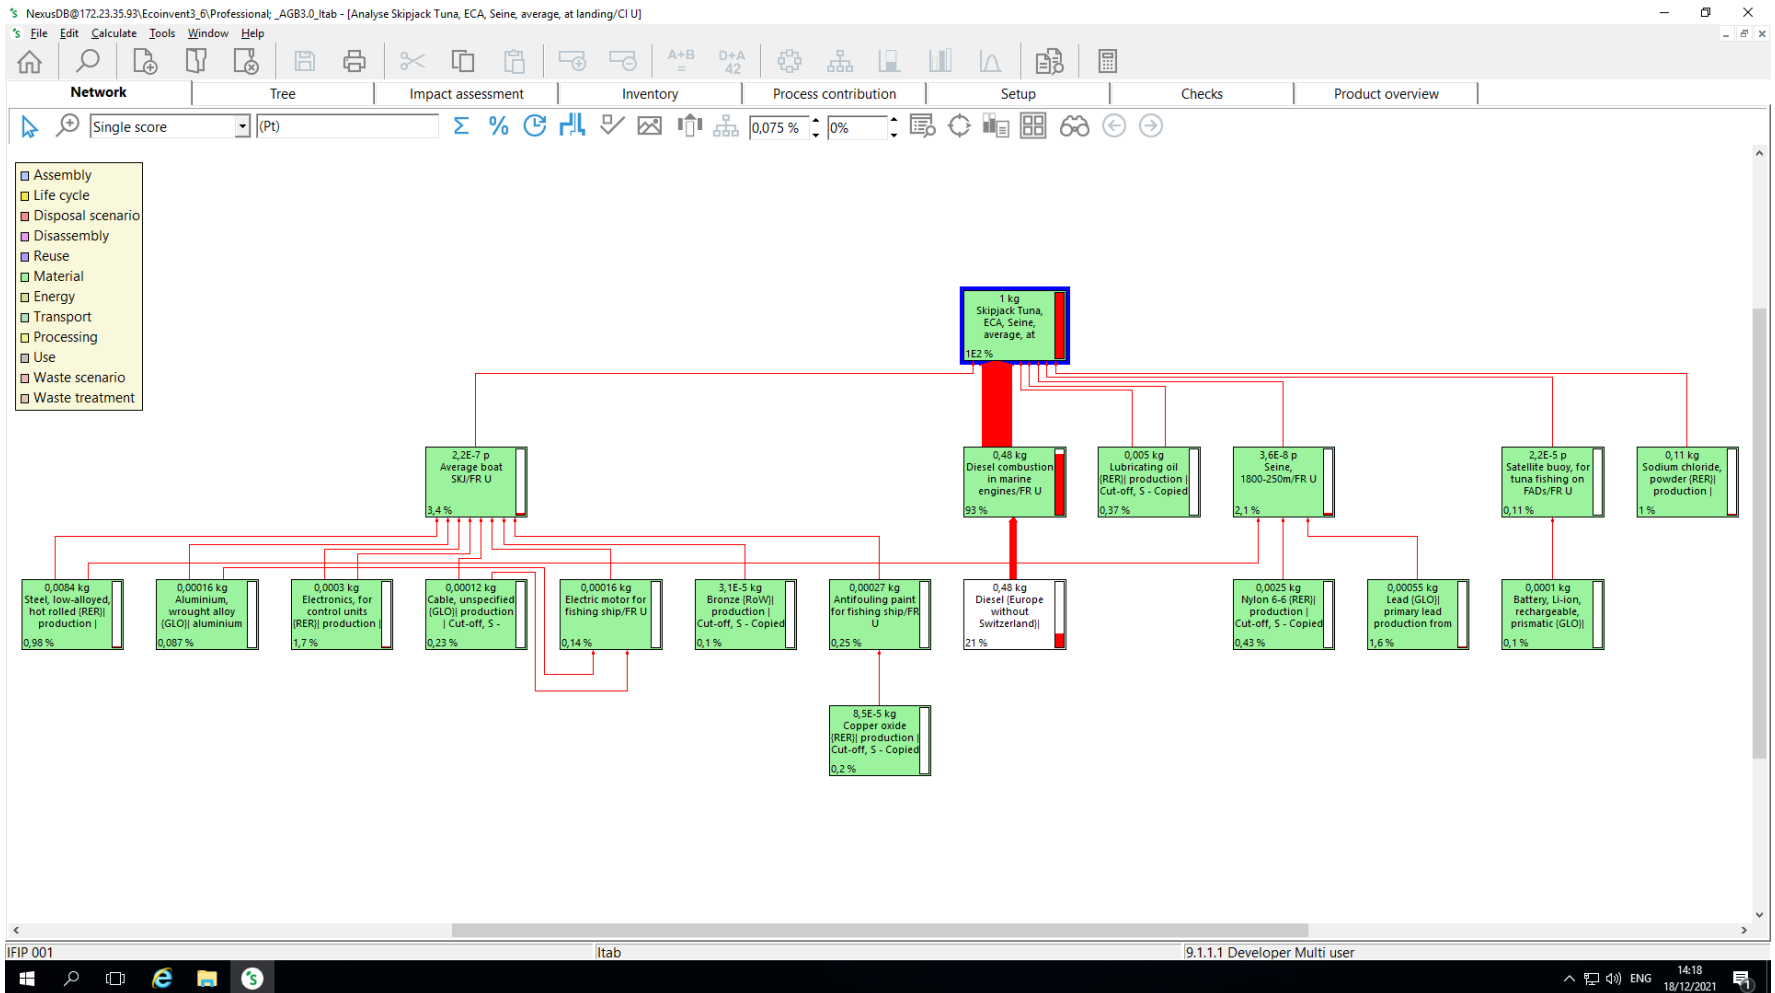 NexusDB@172.23.35.93\Ecoinvent3_6\Professional; _AGB3.0_Itab - [Analyse Skipjack Tuna, ECA, Seine, average, at landing/CI U]
File Edit Calculate Tools Window Help
A+B
=
D+A
42
Network Tree Impact assessment Inventory Process contribution Setup Checks Product overview
Single score (Pt) Σ % 0,075 % 0%
Assembly
Life cycle
Disposal scenario
Disassembly
Reuse
Material
Energy
Transport
Processing
Use
Waste scenario
Waste treatment
1 kg
Skipjack Tuna,
ECA, Seine,
average, at
1E2 %
2,2E-7 p
Average boat
SKJ/FR U
3,4 %
0,48 kg
Diesel combustion
in marine
engines/FR U
93 %
0,005 kg
Lubricating oil
{RER}| production |
Cut-off, S - Copied
0,37 %
3,6E-8 p
Seine,
1800-250m/FR U
2,1 %
2,2E-5 p
Satellite buoy, for
tuna fishing on
FADs/FR U
0,11 %
0,11 kg
Sodium chloride,
powder {RER}|
production |
1 %
0,0084 kg
Steel, low-alloyed,
hot rolled {RER}|
production |
0,98 %
0,00016 kg
Aluminium,
wrought alloy
{GLO}| aluminium
0,087 %
0,0003 kg
Electronics, for
control units
{RER}| production |
1,7 %
0,00012 kg
Cable, unspecified
{GLO}| production
| Cut-off, S -
0,23 %
0,00016 kg
Electric motor for
fishing ship/FR U
0,14 %
3,1E-5 kg
Bronze {RoW}|
production |
Cut-off, S - Copied
0,1 %
0,00027 kg
Antifouling paint
for fishing ship/FR
U
0,25 %
0,48 kg
Diesel {Europe
without
Switzerland}|
21 %
0,0025 kg
Nylon 6-6 {RER}|
production |
Cut-off, S - Copied
0,43 %
0,00055 kg
Lead {GLO}|
primary lead
production from
1,6 %
0,0001 kg
Battery, Li-ion,
rechargeable,
prismatic {GLO}|
0,1 %
8,5E-5 kg
Copper oxide
{RER}| production |
Cut-off, S - Copied
0,2 %
IFIP 001 Itab 9.1.1.1 Developer Multi user
ENG 14:18
18/12/2021
1